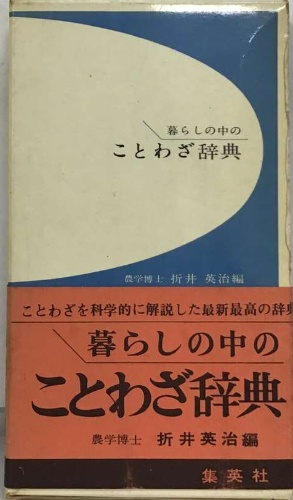 暮らしの中の
ことわざ辞典
農学博士 折井 英治編
ことわざを科学的に解説した最新最高の辞典
暮らしの中の
ことわざ辞典
農学博士 折井英治編
集英社